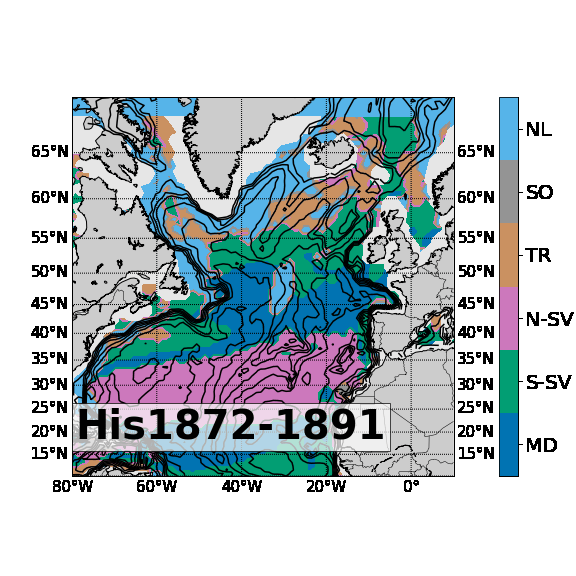 65°N 65°N
60°N 60°N
55°N 55°N
50°N 50°N
45°N 45°N
40°N 40°N
35°N 35°N
30°N 30°N
25°N 25°N
20°N 20°N
15°N 15°N
His1872-1891
80°W 60°W 40°W 20°W 0°
NL
SO
TR
N-SV
S-SV
MD